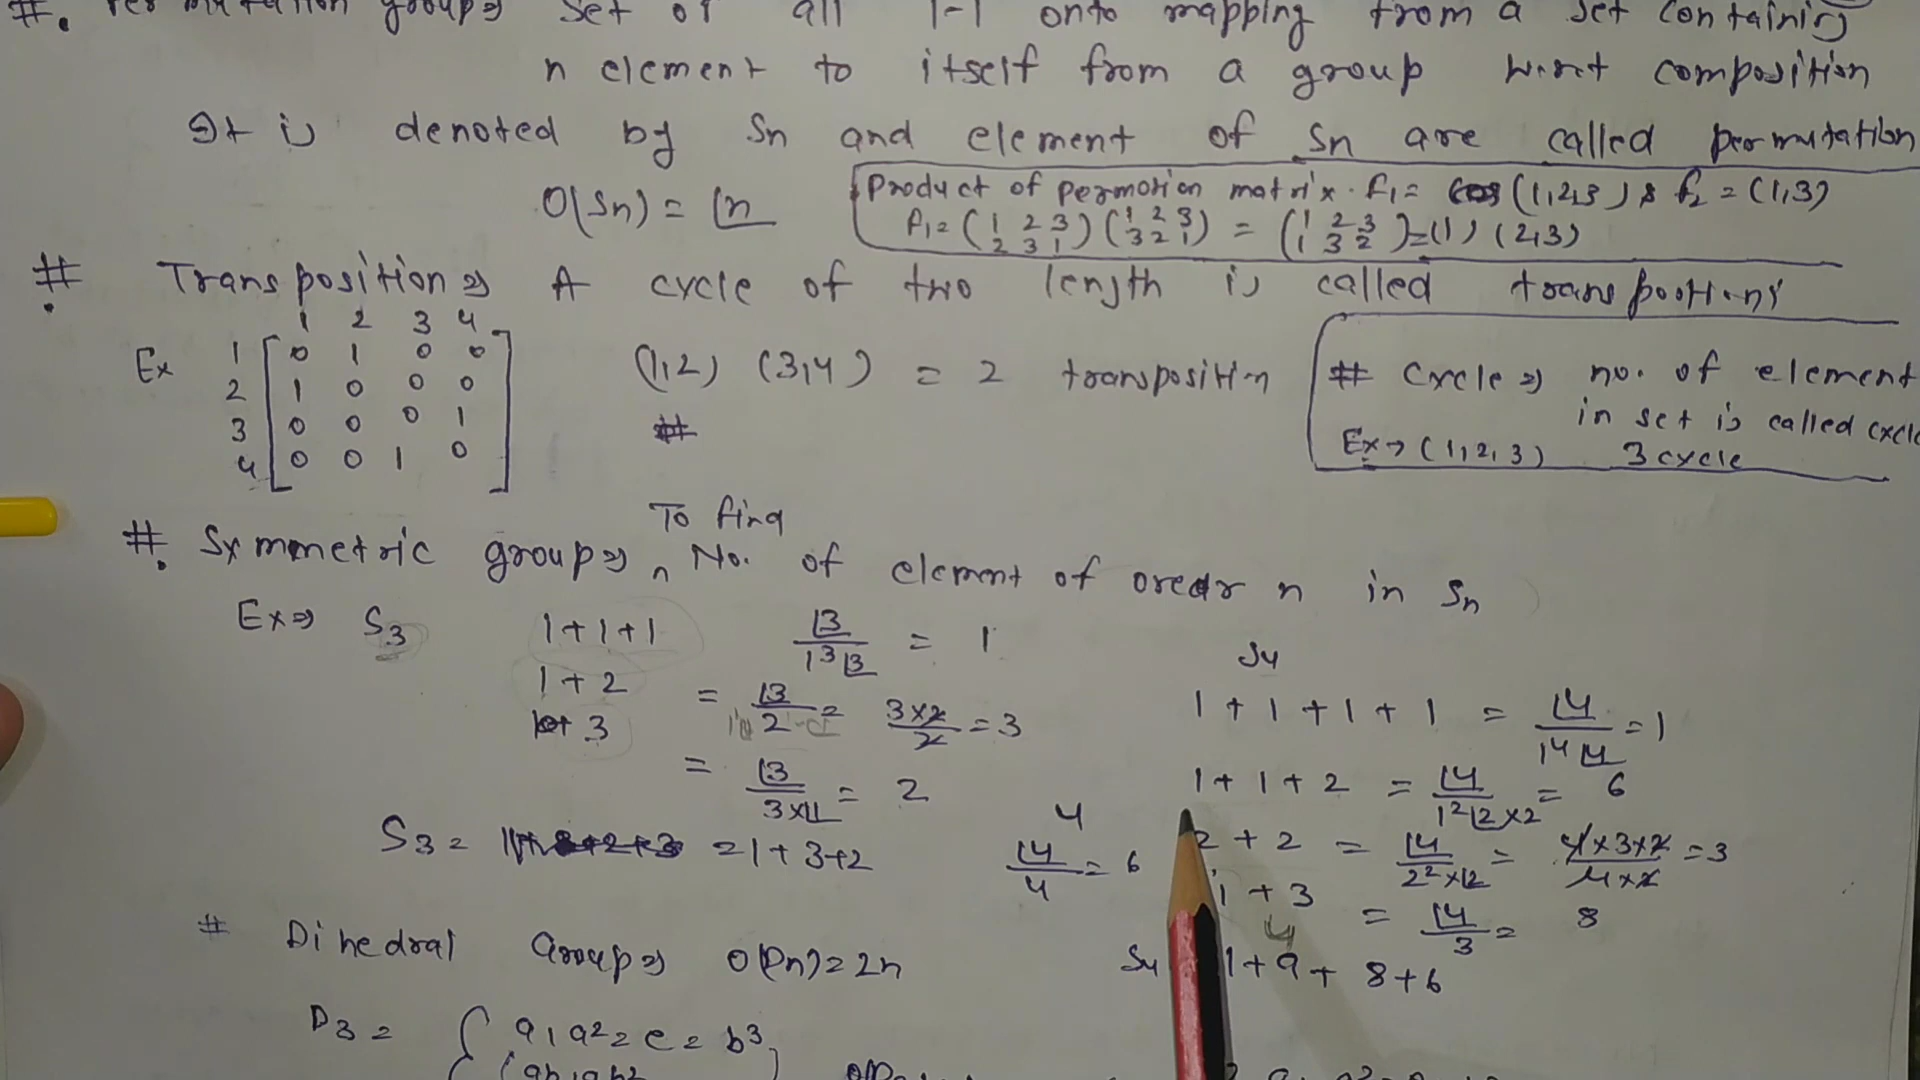 #. Permutation group ⇒ Set of all 1-1 onto mapping from a set containing
n element to itself from a group w.r.t composition
It is denoted by Sn and element of Sn are called permutation
O(Sn) = ⌊n
Product of permotion matrix. f1 = (1,2,3) & f2 = (1,3)
f1 = (1 2 3 / 2 3 1) (1 2 3 / 3 2 1) = (1 2 3 / 1 3 2) = (1) (2,3)
# Transposition ⇒ A cycle of two length is called
1 2 3 4
Ex 1 0 1 0 0
2 1 0 0 0
3 0 0 0 1
4 0 0 1 0
(1,2) (3,4) = 2 transpositin
# Cycle ⇒ no. of element
in set is called cycle
Ex → (1,2,3) 3 cycle
#. Symmetric group ⇒ To find No. of element of oreder n in Sn
Ex ⇒ S3
1+1+1 ⌊3 / 1³⌊3 = 1
1+2 = ⌊3 / 2 = 3×2 / 2 = 3
3 = ⌊3 / 3×⌊1 = 2
S3 = = 1+3+2
S4
1+1+1+1 = ⌊4 / 1⁴⌊4 = 1
1+1+2 = ⌊4 / 1²⌊2×2 = 6
2+2 = ⌊4 / 2²×⌊2 = 4×3×2 / 4×2 = 3
1+3 = ⌊4 / 3 = 8
4
⌊4 / 4 = 6
S4 1+9+8+6
# Dihedral Group ⇒ O(Dn) = 2n
D3 = { a, a² = e = b³,
ab, ab²